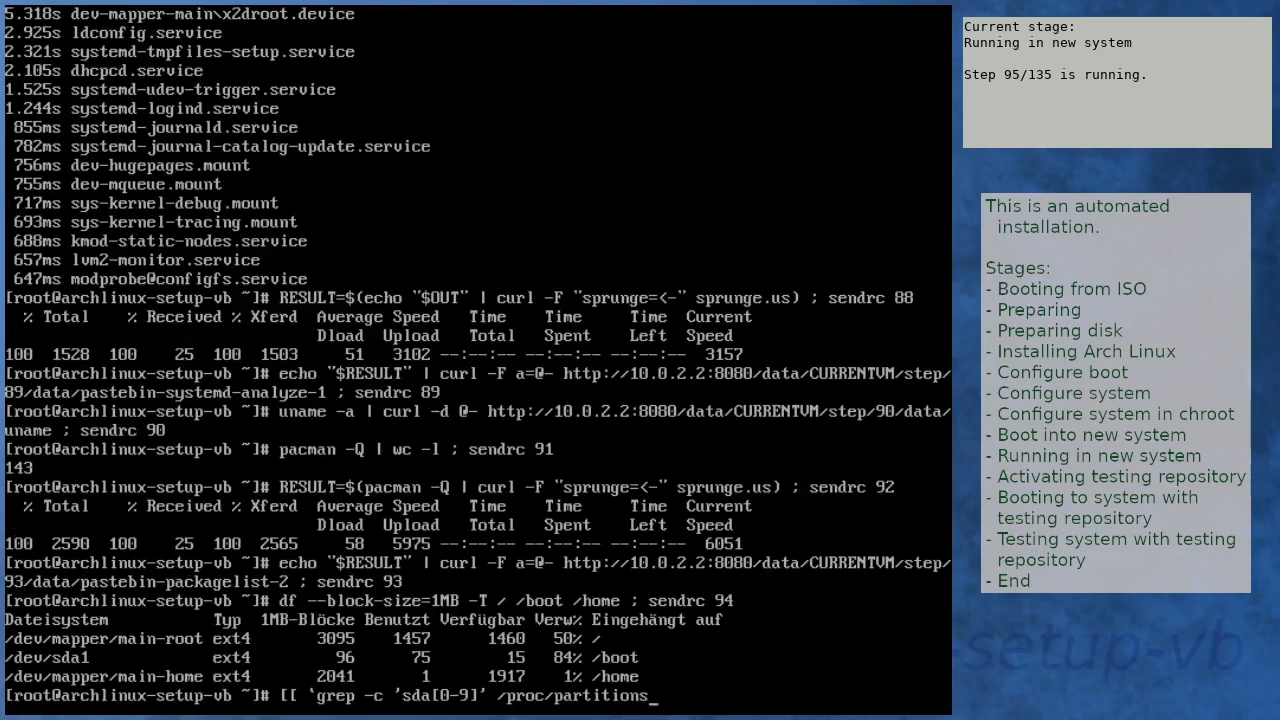 5.318s dev-mapper-main\x2droot.device
2.925s ldconfig.service
2.321s systemd-tmpfiles-setup.service
2.105s dhcpcd.service
1.525s systemd-udev-trigger.service
1.244s systemd-logind.service
855ms systemd-journald.service
782ms systemd-journal-catalog-update.service
756ms dev-hugepages.mount
755ms dev-mqueue.mount
717ms sys-kernel-debug.mount
693ms sys-kernel-tracing.mount
688ms kmod-static-nodes.service
657ms lvm2-monitor.service
647ms modprobe@configfs.service
[root@archlinux-setup-vb ~]# RESULT=$(echo "$OUT" | curl -F "sprunge=<-" sprunge.us) ; sendrc 88
% Total % Received % Xferd Average Speed Time Time Time Current
Dload Upload Total Spent Left Speed
100 1528 100 25 100 1503 51 3102 --:--:-- --:--:-- --:--:-- 3157
[root@archlinux-setup-vb ~]# echo "$RESULT" | curl -F a=@- http://10.0.2.2:8080/data/CURRENTVM/step/
89/data/pastebin-systemd-analyze-1 ; sendrc 89
[root@archlinux-setup-vb ~]# uname -a | curl -d @- http://10.0.2.2:8080/data/CURRENTVM/step/90/data/
uname ; sendrc 90
[root@archlinux-setup-vb ~]# pacman -Q | wc -l ; sendrc 91
143
[root@archlinux-setup-vb ~]# RESULT=$(pacman -Q | curl -F "sprunge=<-" sprunge.us) ; sendrc 92
% Total % Received % Xferd Average Speed Time Time Time Current
Dload Upload Total Spent Left Speed
100 2590 100 25 100 2565 58 5975 --:--:-- --:--:-- --:--:-- 6051
[root@archlinux-setup-vb ~]# echo "$RESULT" | curl -F a=@- http://10.0.2.2:8080/data/CURRENTVM/step/
93/data/pastebin-packagelist-2 ; sendrc 93
[root@archlinux-setup-vb ~]# df --block-size=1MB -T / /boot /home ; sendrc 94
Dateisystem Typ 1MB-Blöcke Benutzt Verfügbar Verw% Eingehängt auf
/dev/mapper/main-root ext4 3095 1457 1460 50% /
/dev/sda1 ext4 96 75 15 84% /boot
/dev/mapper/main-home ext4 2041 1 1917 1% /home
[root@archlinux-setup-vb ~]# [[ `grep -c 'sda[0-9]' /proc/partitions_
Current stage:
Running in new system
Step 95/135 is running.
This is an automated
installation.
Stages:
- Booting from ISO
- Preparing
- Preparing disk
- Installing Arch Linux
- Configure boot
- Configure system
- Configure system in chroot
- Boot into new system
- Running in new system
- Activating testing repository
- Booting to system with
testing repository
- Testing system with testing
repository
- End
-setup-vb